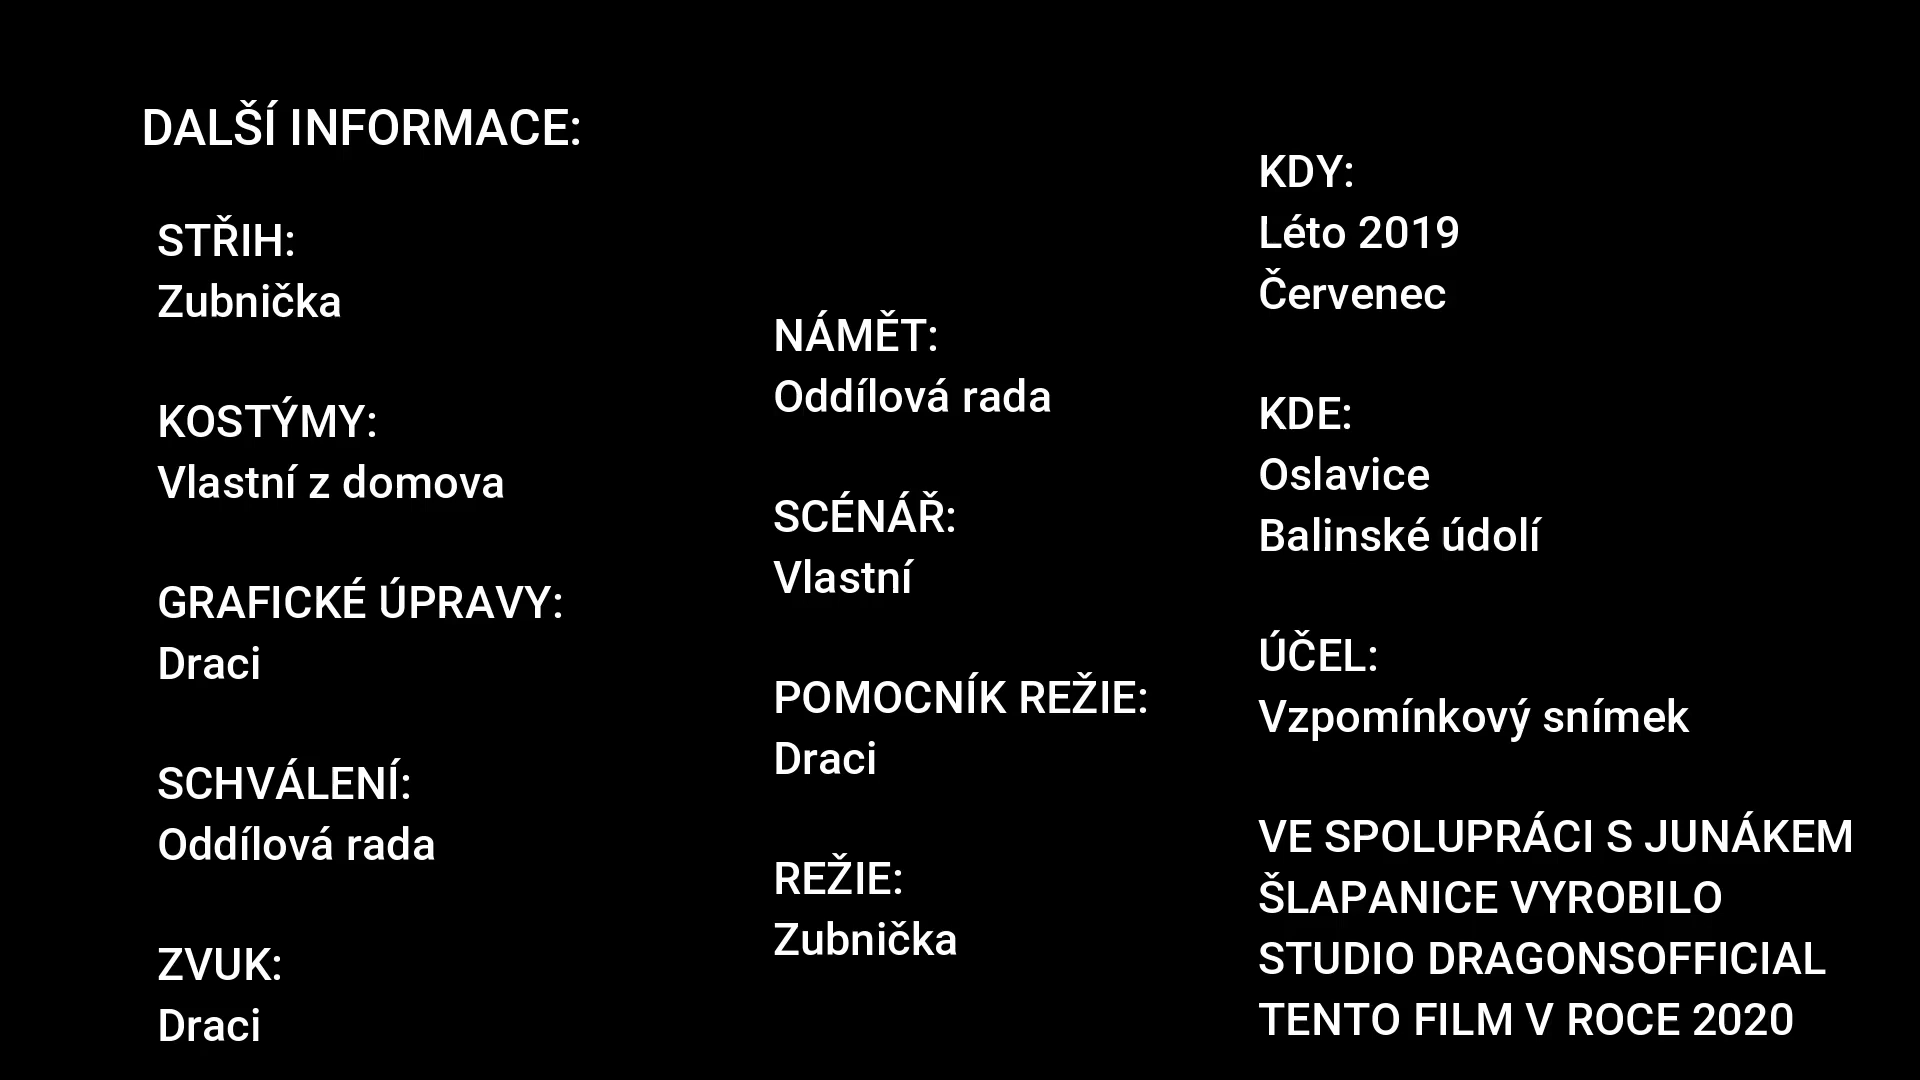 DALŠÍ INFORMACE:
STŘIH:
Zubnička
KOSTÝMY:
Vlastní z domova
GRAFICKÉ ÚPRAVY:
Draci
SCHVÁLENÍ:
Oddílová rada
ZVUK:
Draci
NÁMĚT:
Oddílová rada
SCÉNÁŘ:
Vlastní
POMOCNÍK REŽIE:
Draci
REŽIE:
Zubnička
KDY:
Léto 2019
Červenec
KDE:
Oslavice
Balinské údolí
ÚČEL:
Vzpomínkový snímek
VE SPOLUPRÁCI S JUNÁKEM
ŠLAPANICE VYROBILO
STUDIO DRAGONSOFFICIAL
TENTO FILM V ROCE 2020